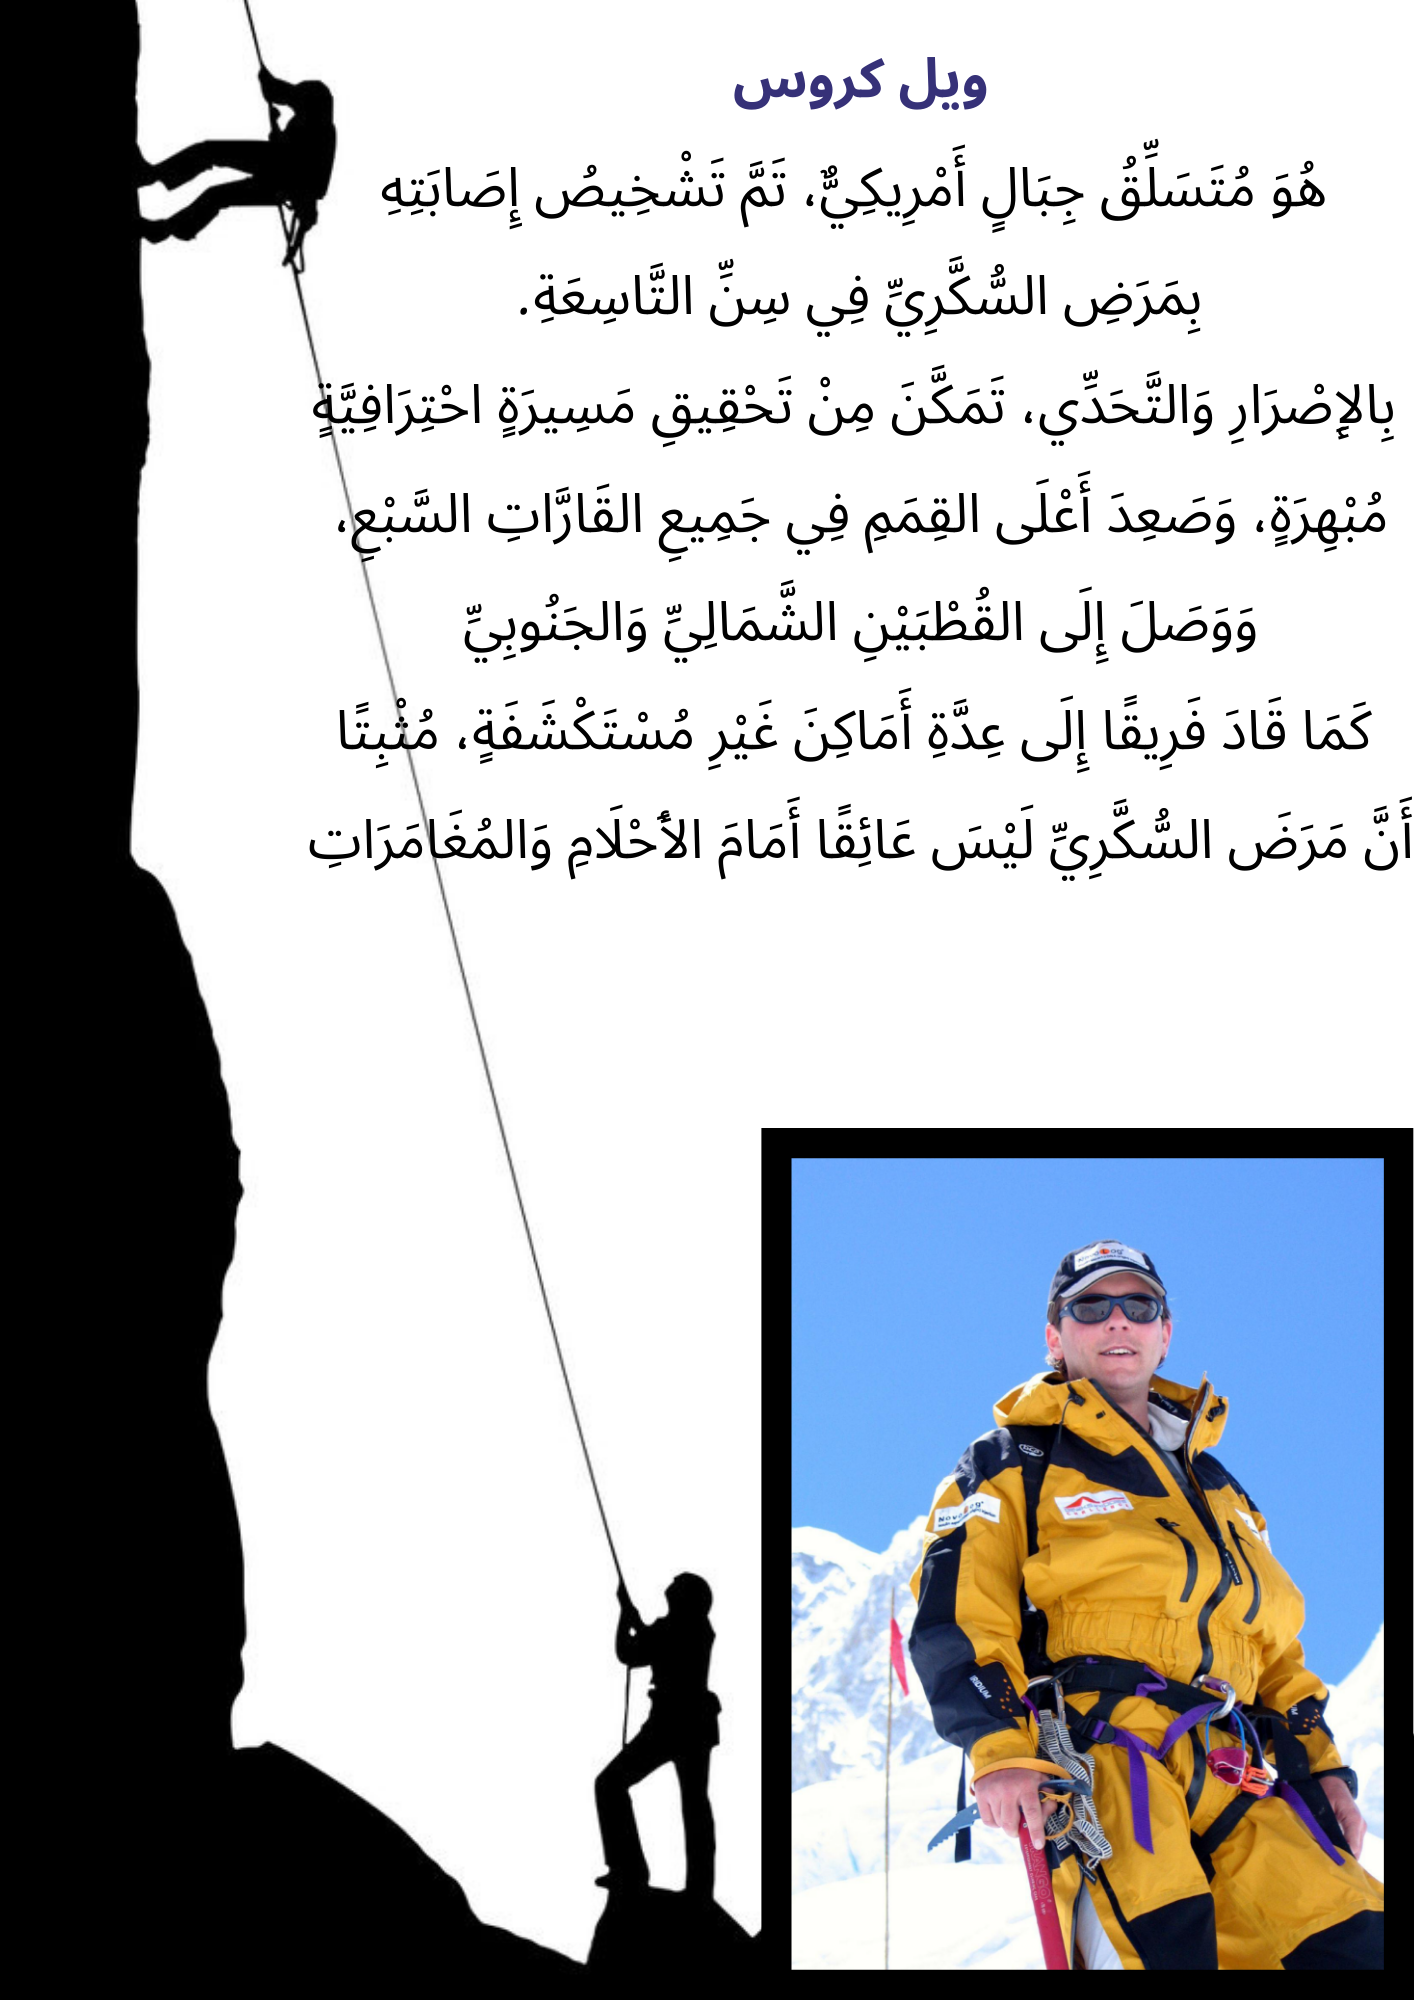 ويل كروس
هُوَ مُتَسَلِّقُ جِبَالٍ أَمْرِيكِيٌّ، تَمَّ تَشْخِيصُ إِصَابَتِهِ
بِمَرَضِ السُّكَّرِيِّ فِي سِنِّ التَّاسِعَةِ.
بِالإِصْرَارِ وَالتَّحَدِّي، تَمَكَّنَ مِنْ تَحْقِيقِ مَسِيرَةٍ احْتِرَافِيَّةٍ
مُبْهِرَةٍ، وَصَعِدَ أَعْلَى القِمَمِ فِي جَمِيعِ القَارَّاتِ السَّبْعِ،
وَوَصَلَ إِلَى القُطْبَيْنِ الشَّمَالِيِّ وَالجَنُوبِيِّ
كَمَا قَادَ فَرِيقًا إِلَى عِدَّةِ أَمَاكِنَ غَيْرِ مُسْتَكْشَفَةٍ، مُثْبِتًا
أَنَّ مَرَضَ السُّكَّرِيِّ لَيْسَ عَائِقًا أَمَامَ الأَحْلَامِ وَالمُغَامَرَاتِ
IRIDIUM